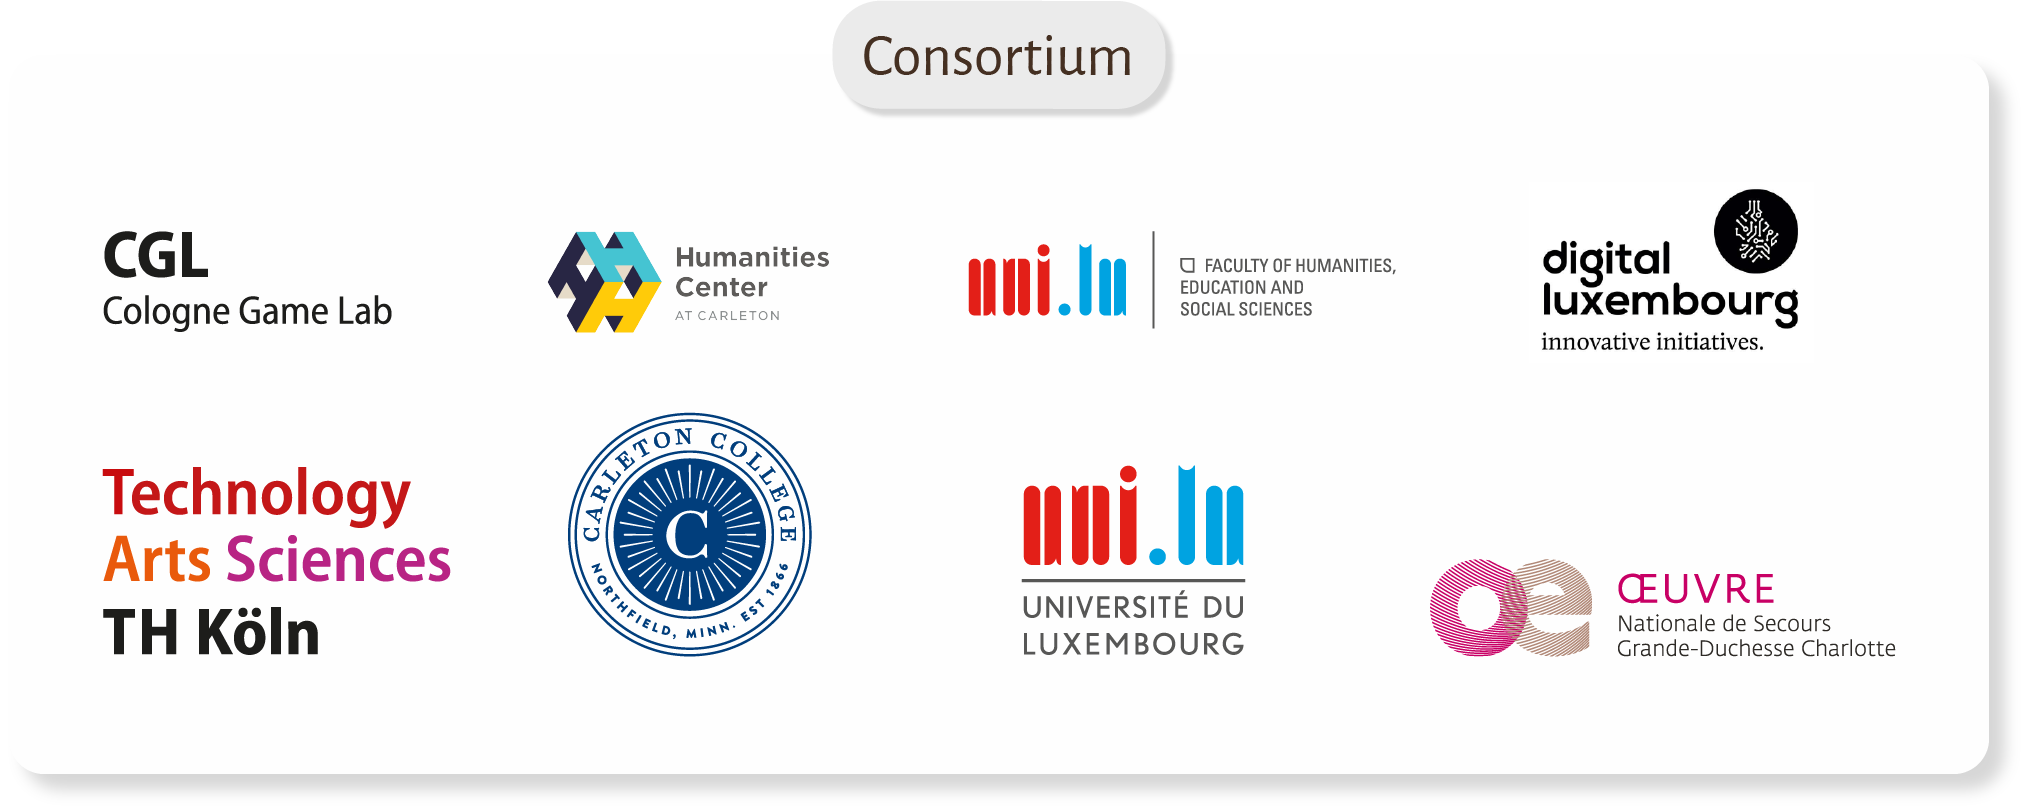 Consortium
CGL
Cologne Game Lab
Humanities
Center
AT CARLETON
uni.lu
FACULTY OF HUMANITIES,
EDUCATION AND
SOCIAL SCIENCES
digital
luxembourg
innovative initiatives.
Technology
Arts Sciences
TH Köln
CARLETON COLLEGE
C
NORTHFIELD, MINN. EST 1866
uni.lu
UNIVERSITÉ DU
LUXEMBOURG
oe
ŒUVRE
Nationale de Secours
Grande-Duchesse Charlotte